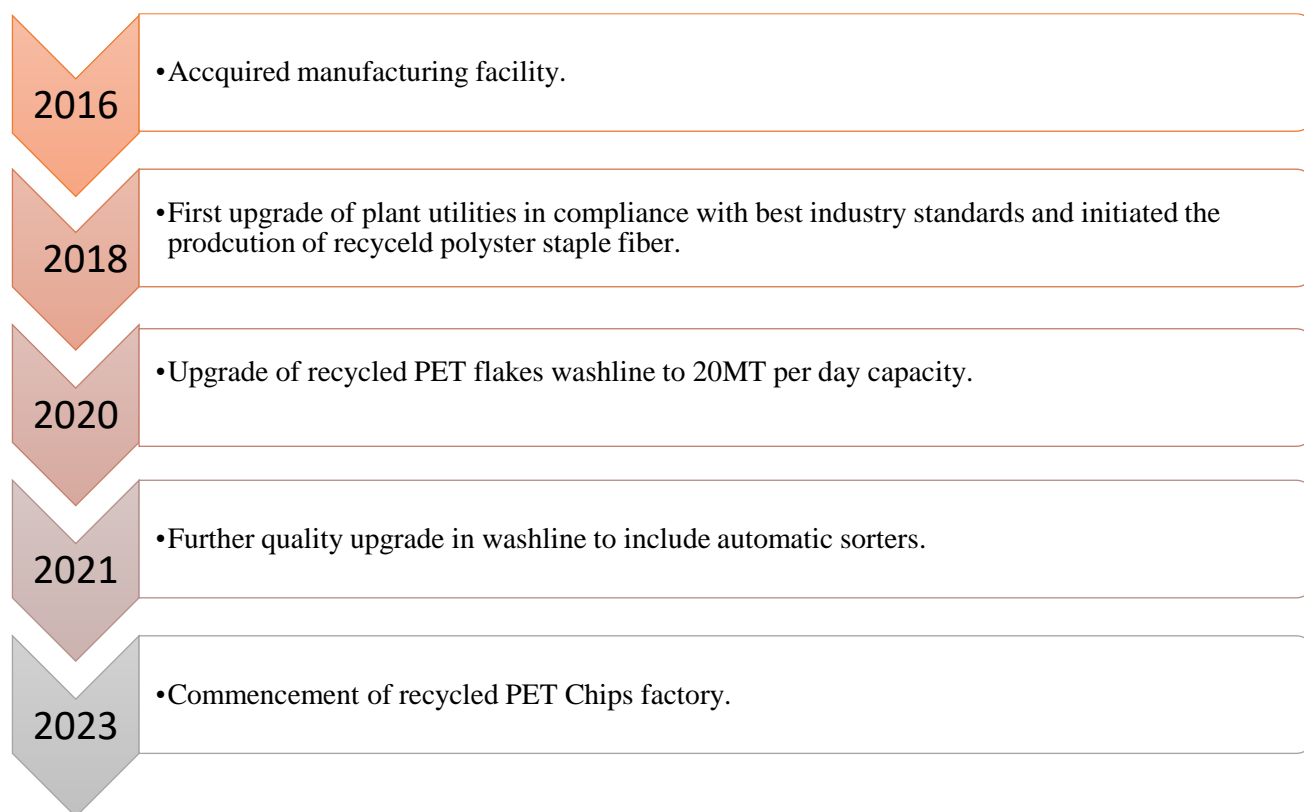 2016
•Accquired manufacturing facility.
2018
•First upgrade of plant utilities in compliance with best industry standards and initiated the
prodcution of recyceld polyster staple fiber.
2020
•Upgrade of recycled PET flakes washline to 20MT per day capacity.
2021
•Further quality upgrade in washline to include automatic sorters.
2023
•Commencement of recycled PET Chips factory.